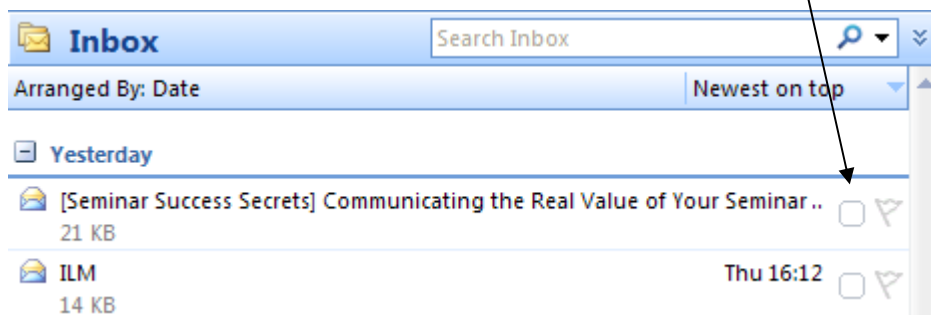 Inbox Search Inbox
Arranged By: Date Newest on top
Yesterday
[Seminar Success Secrets] Communicating the Real Value of Your Seminar ..
21 KB
ILM Thu 16:12
14 KB